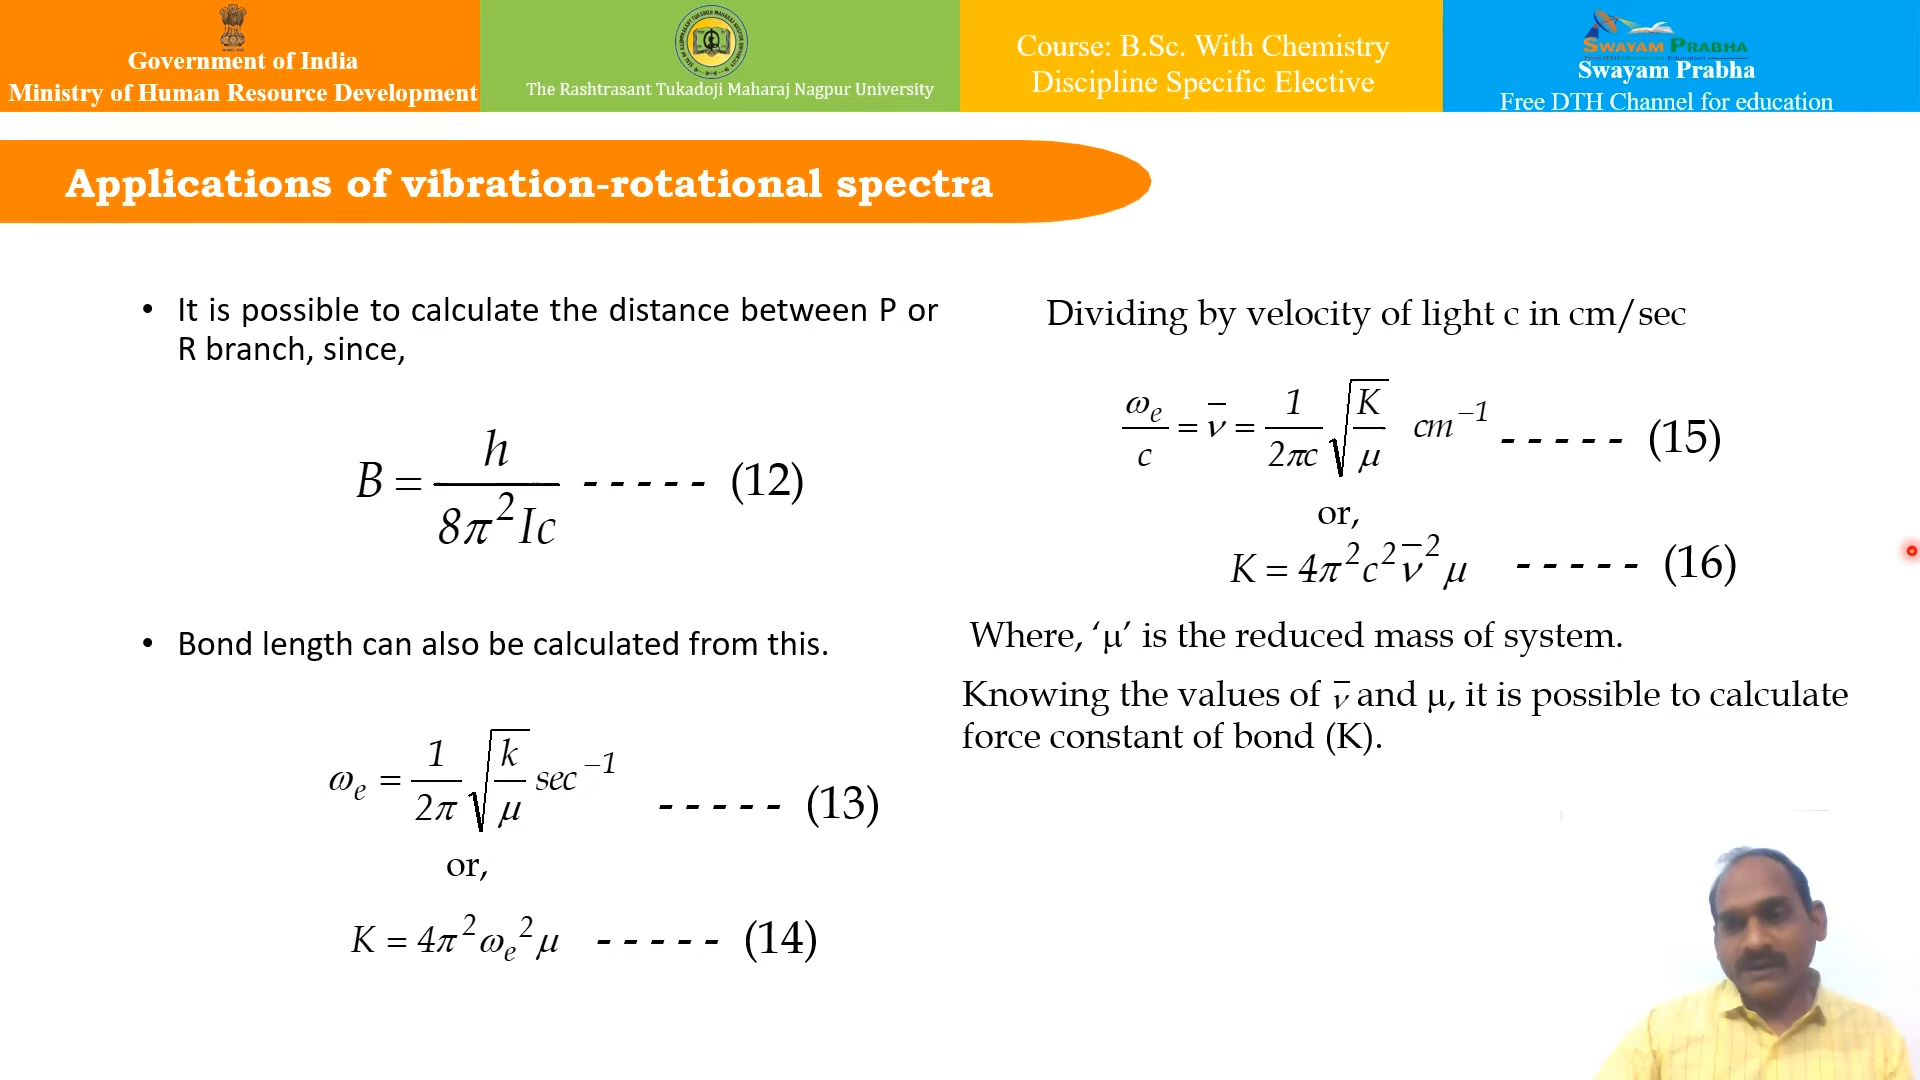 Government of India
Ministry of Human Resource Development
The Rashtrasant Tukadoji Maharaj Nagpur University
Course: B.Sc. With Chemistry
Discipline Specific Elective
SWAYAM PRABHA
Swayam Prabha
Free DTH Channel for education
Applications of vibration-rotational spectra
• It is possible to calculate the distance between P or
R branch, since,
B = h / 8π²Ic ----- (12)
• Bond length can also be calculated from this.
ωₑ = 1/2π √(k/μ) sec⁻¹ ----- (13)
or,
K = 4π²ωₑ²μ ----- (14)
Dividing by velocity of light c in cm/sec
ωₑ/c = ν̄ = 1/2πc √(K/μ) cm⁻¹ ----- (15)
or,
K = 4π²c²ν̄²μ ----- (16)
Where, ‘μ’ is the reduced mass of system.
Knowing the values of ν̄ and μ, it is possible to calculate
force constant of bond (K).